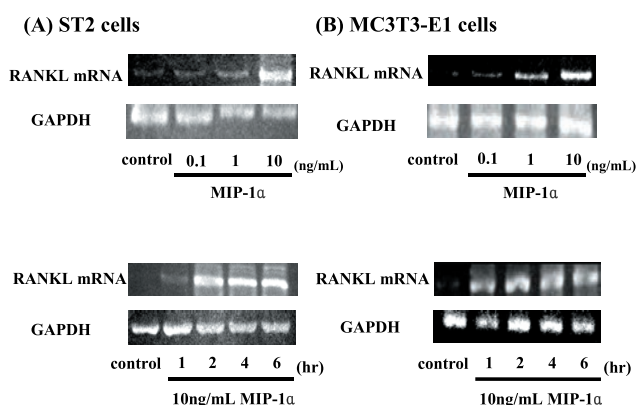 (A) ST2 cells
(B) MC3T3-E1 cells
RANKL mRNA
RANKL mRNA
GAPDH
GAPDH
control 0.1 1 10 (ng/mL)
control 0.1 1 10 (ng/mL)
MIP-1α
MIP-1α
RANKL mRNA
RANKL mRNA
GAPDH
GAPDH
control 1 2 4 6 (hr)
control 1 2 4 6 (hr)
10ng/mL MIP-1α
10ng/mL MIP-1α